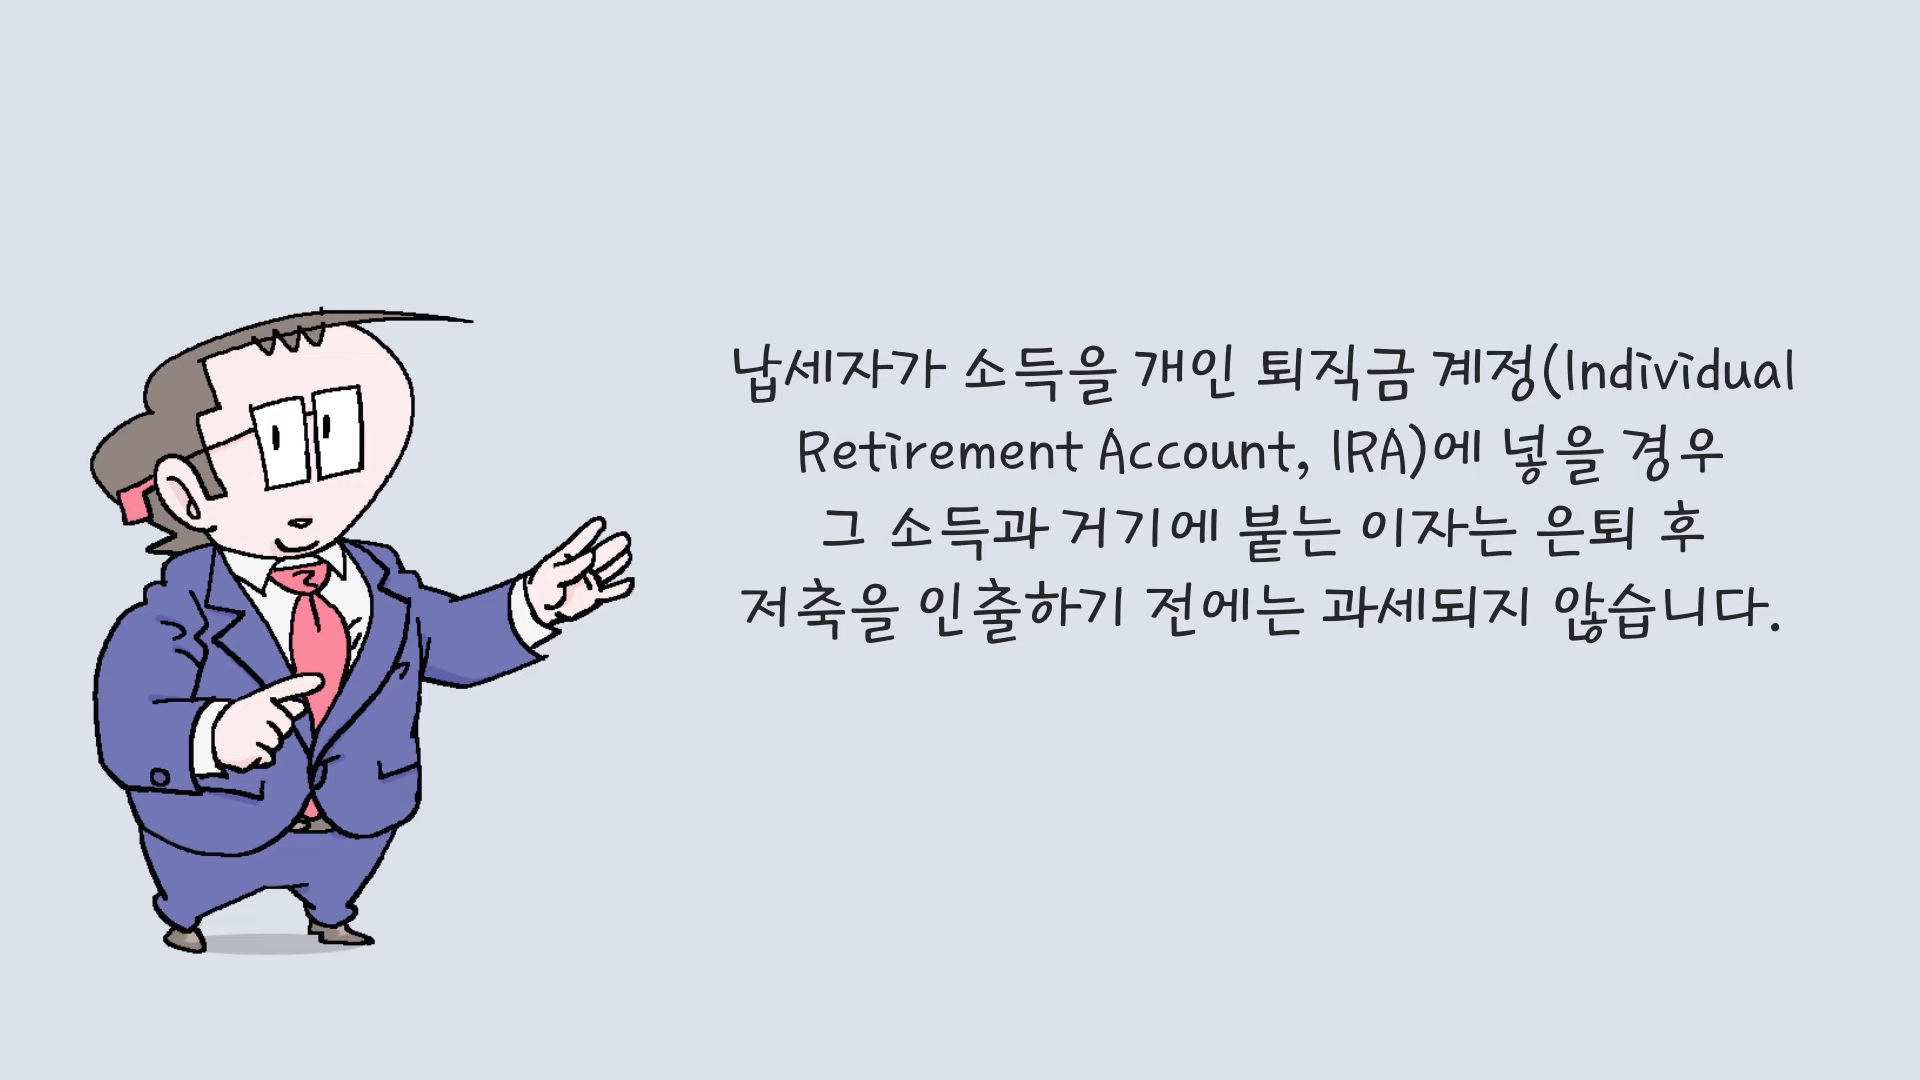 납세자가 소득을 개인 퇴직금 계정(Individual
Retirement Account, IRA)에 넣을 경우
그 소득과 거기에 붙는 이자는 은퇴 후
저축을 인출하기 전에는 과세되지 않습니다.